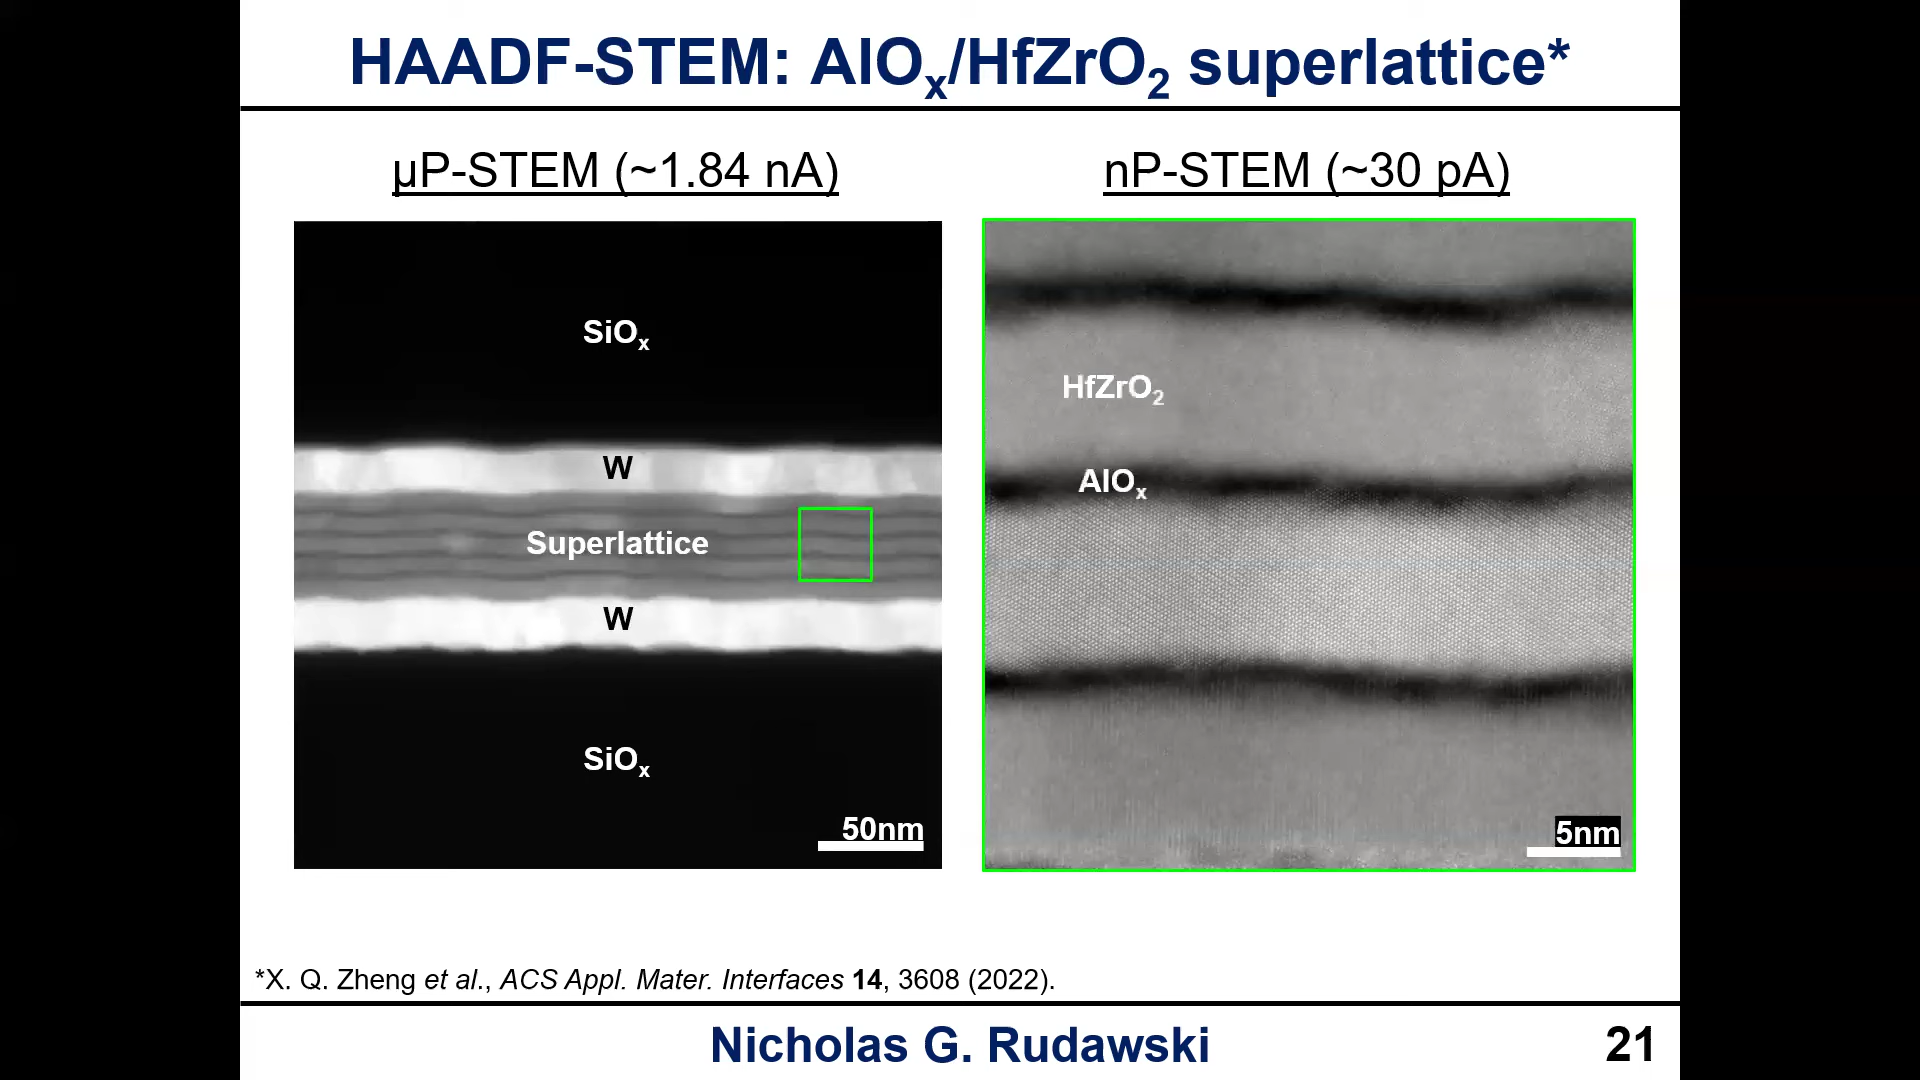 HAADF-STEM: AlOₓ/HfZrO₂ superlattice*
µP-STEM (~1.84 nA)
nP-STEM (~30 pA)
SiOₓ
W
Superlattice
W
SiOₓ
50nm
HfZrO₂
AlOₓ
5nm
*X. Q. Zheng et al., ACS Appl. Mater. Interfaces 14, 3608 (2022).
Nicholas G. Rudawski
21